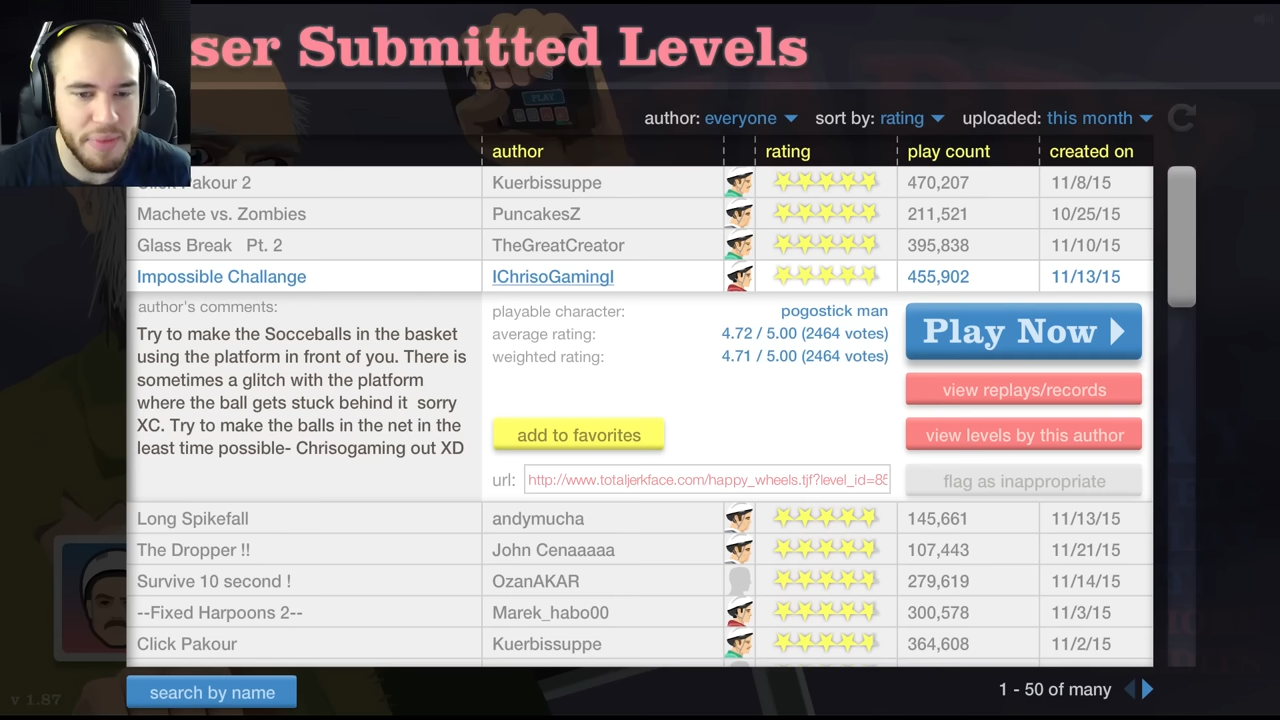 ser Submitted Levels
author: everyone sort by: rating uploaded: this month
author rating play count created on
akour 2 Kuerbissuppe 470,207 11/8/15
Machete vs. Zombies PuncakesZ 211,521 10/25/15
Glass Break Pt. 2 TheGreatCreator 395,838 11/10/15
Impossible Challange IChrisoGamingI 455,902 11/13/15
author's comments:
Try to make the Socceballs in the basket
using the platform in front of you. There is
sometimes a glitch with the platform
where the ball gets stuck behind it sorry
XC. Try to make the balls in the net in the
least time possible- Chrisogaming out XD
playable character: pogostick man
average rating: 4.72 / 5.00 (2464 votes)
weighted rating: 4.71 / 5.00 (2464 votes)
add to favorites
url: http://www.totaljerkface.com/happy_wheels.tjf?level_id=85
Play Now
view replays/records
view levels by this author
flag as inappropriate
Long Spikefall andymucha 145,661 11/13/15
The Dropper !! John Cenaaaaa 107,443 11/21/15
Survive 10 second ! OzanAKAR 279,619 11/14/15
--Fixed Harpoons 2-- Marek_habo00 300,578 11/3/15
Click Pakour Kuerbissuppe 364,608 11/2/15
v 1.87
search by name
1 - 50 of many